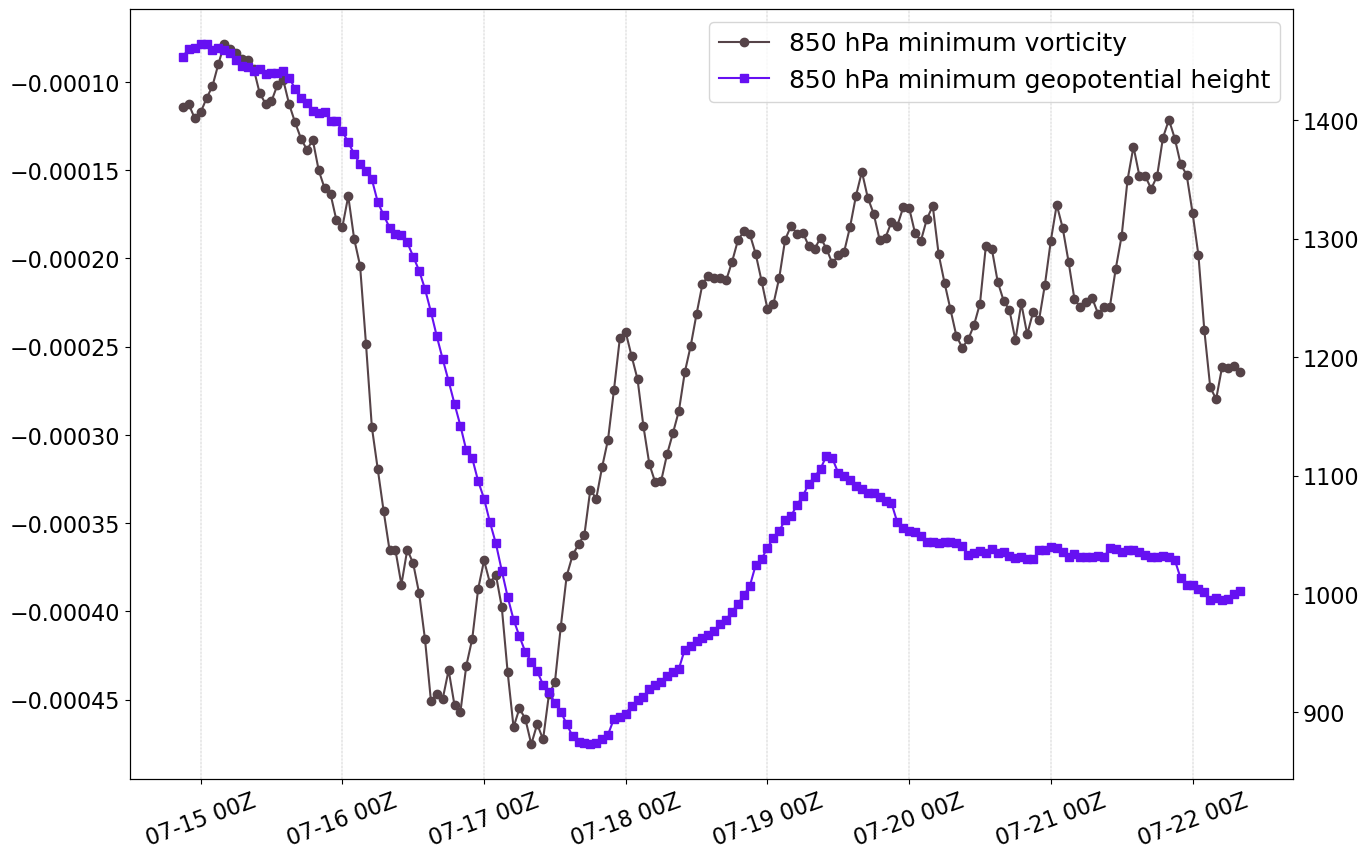 850 hPa minimum vorticity
850 hPa minimum geopotential height
−0.00010
−0.00015
−0.00020
−0.00025
−0.00030
−0.00035
−0.00040
−0.00045
1400
1300
1200
1100
1000
900
07-15 00Z
07-16 00Z
07-17 00Z
07-18 00Z
07-19 00Z
07-20 00Z
07-21 00Z
07-22 00Z